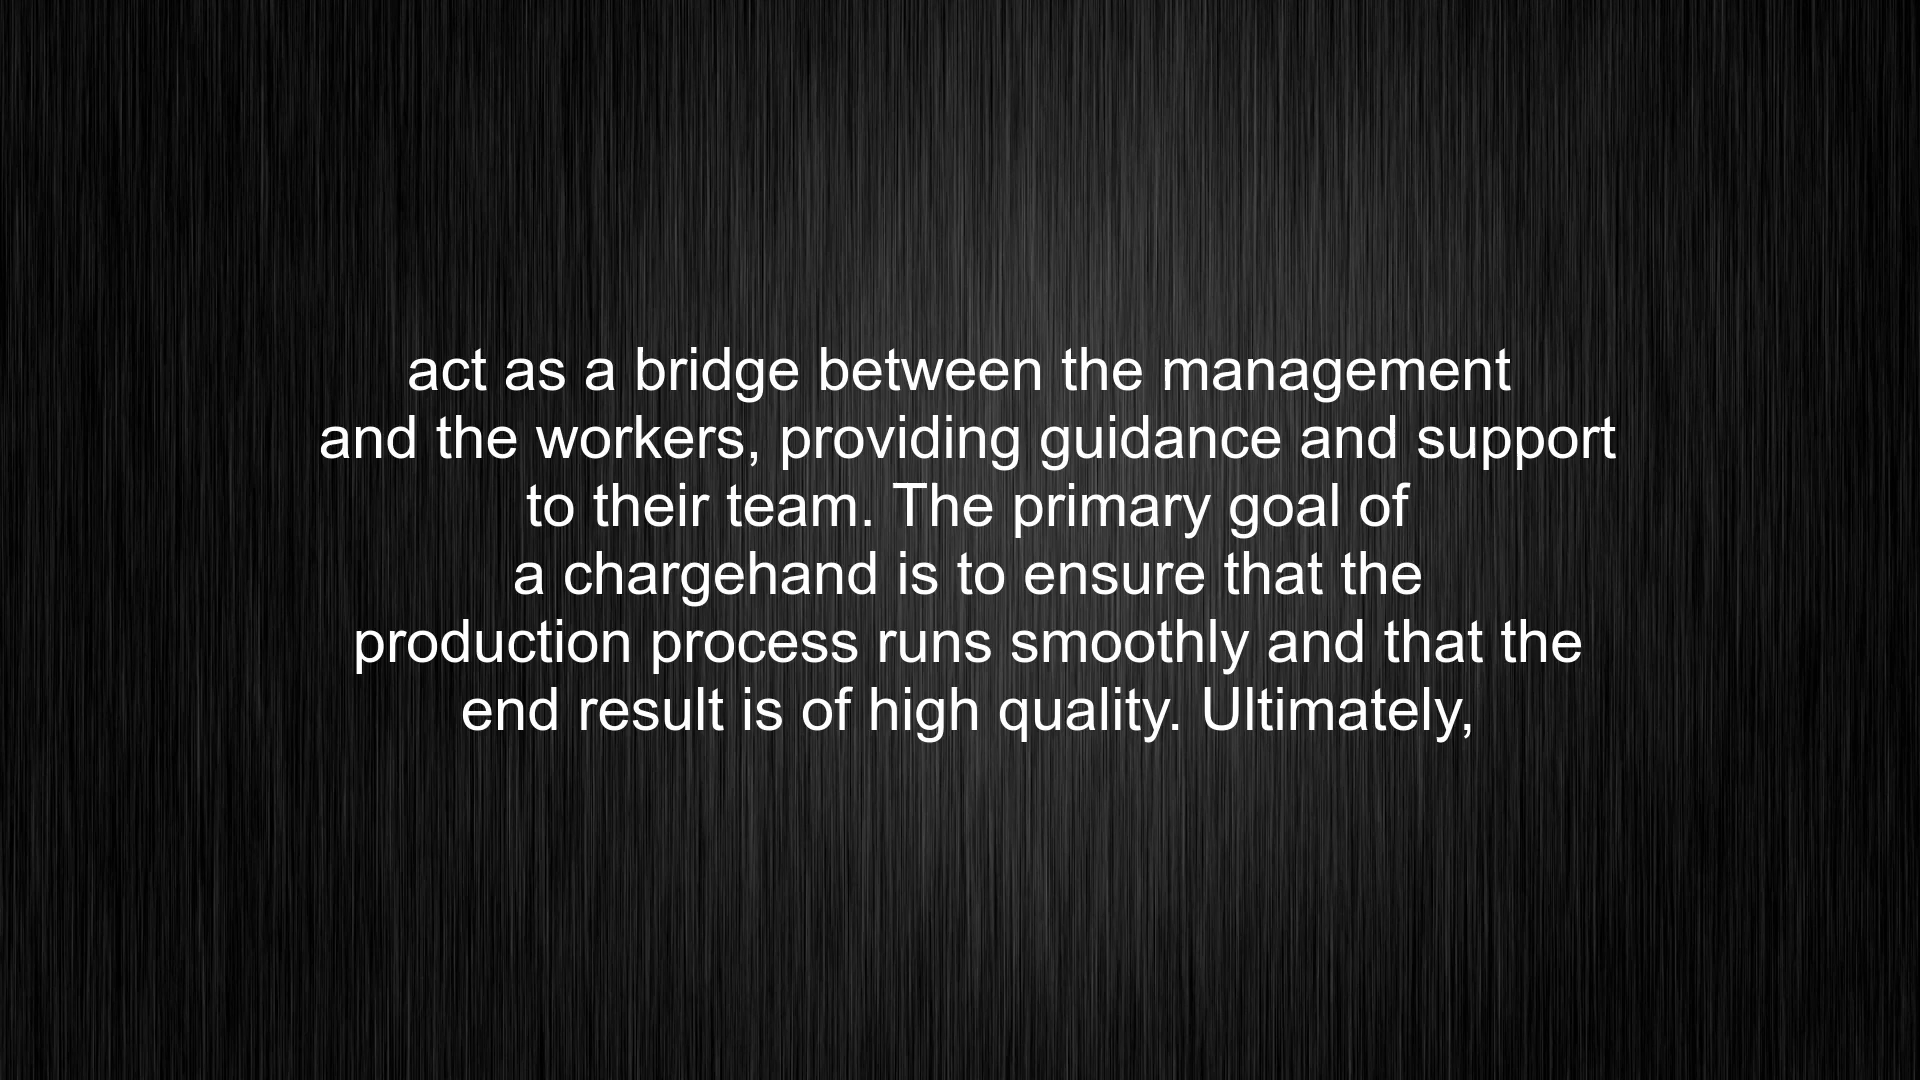 act as a bridge between the management
and the workers, providing guidance and support
to their team. The primary goal of
a chargehand is to ensure that the
production process runs smoothly and that the
end result is of high quality. Ultimately,